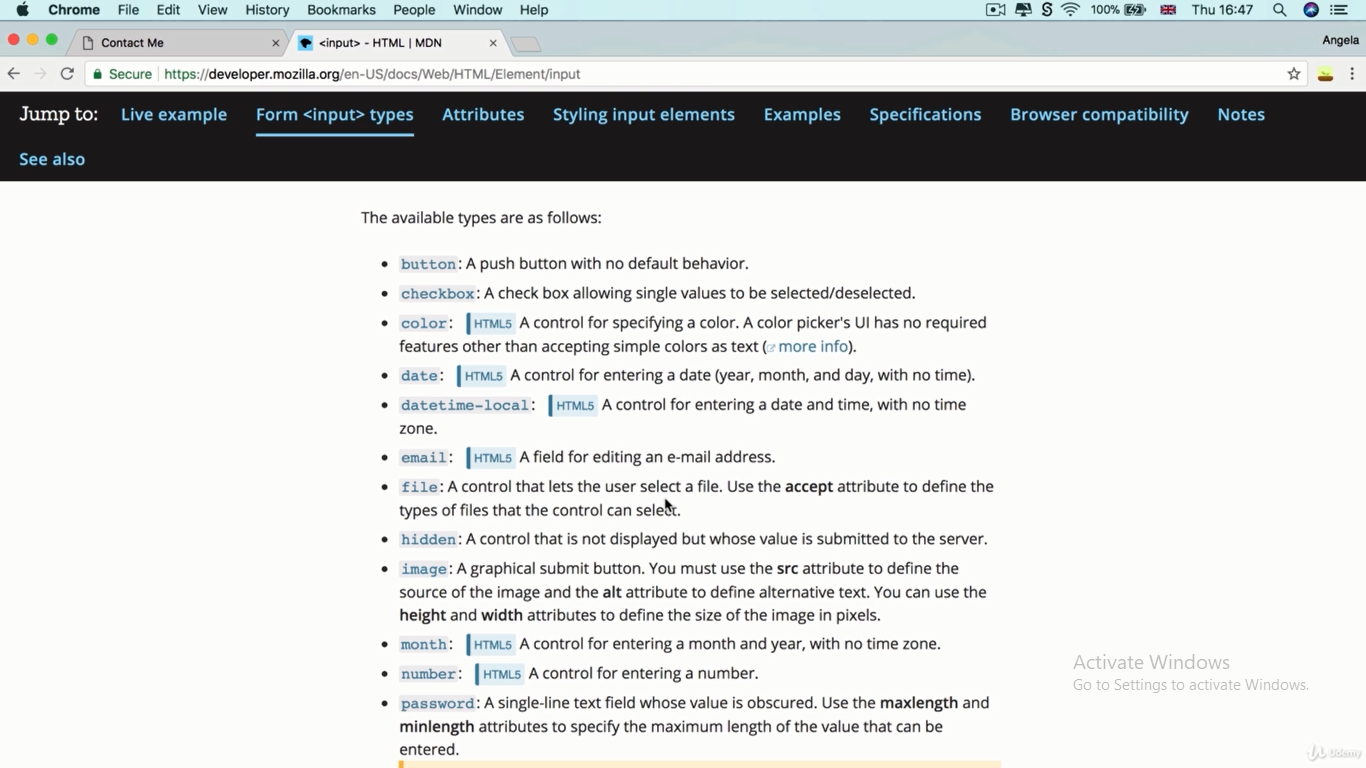 Chrome File Edit View History Bookmarks People Window Help 100% Thu 16:47
Contact Me <input> - HTML | MDN Angela
Secure https://developer.mozilla.org/en-US/docs/Web/HTML/Element/input
Jump to: Live example Form <input> types Attributes Styling input elements Examples Specifications Browser compatibility Notes
See also
The available types are as follows:
button: A push button with no default behavior.
checkbox: A check box allowing single values to be selected/deselected.
color: HTML5 A control for specifying a color. A color picker's UI has no required
features other than accepting simple colors as text (more info).
date: HTML5 A control for entering a date (year, month, and day, with no time).
datetime-local: HTML5 A control for entering a date and time, with no time
zone.
email: HTML5 A field for editing an e-mail address.
file: A control that lets the user select a file. Use the accept attribute to define the
types of files that the control can select.
hidden: A control that is not displayed but whose value is submitted to the server.
image: A graphical submit button. You must use the src attribute to define the
source of the image and the alt attribute to define alternative text. You can use the
height and width attributes to define the size of the image in pixels.
month: HTML5 A control for entering a month and year, with no time zone.
number: HTML5 A control for entering a number.
password: A single-line text field whose value is obscured. Use the maxlength and
minlength attributes to specify the maximum length of the value that can be
entered.
Activate Windows
Go to Settings to activate Windows.
Udemy